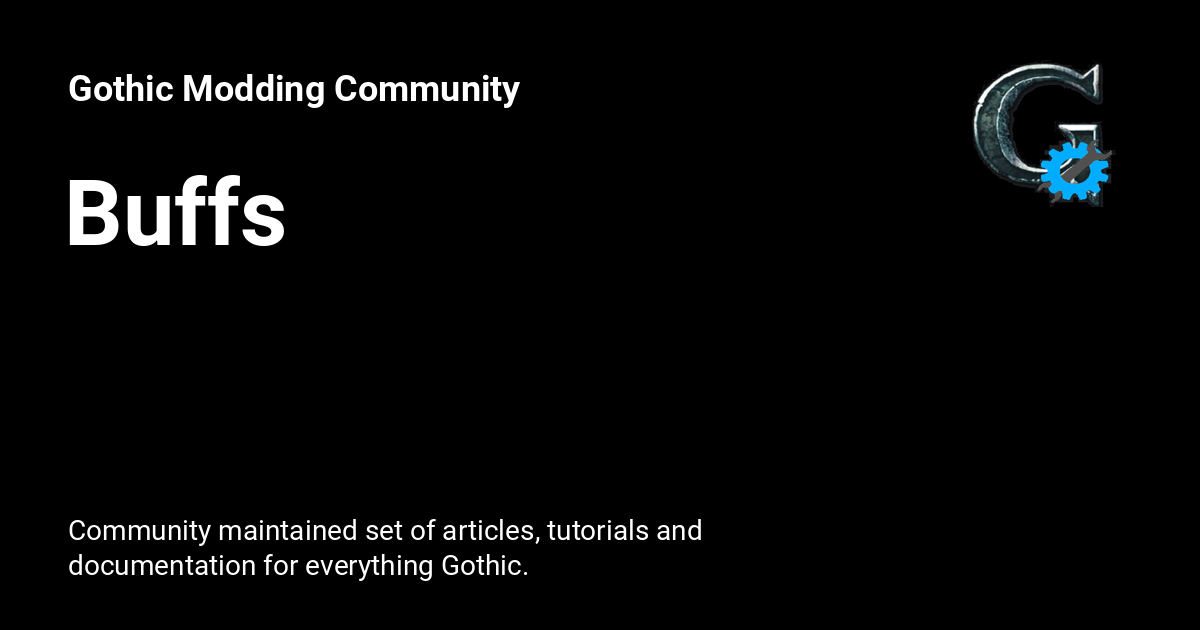 Gothic Modding Community
Buffs
Community maintained set of articles, tutorials and
documentation for everything Gothic.